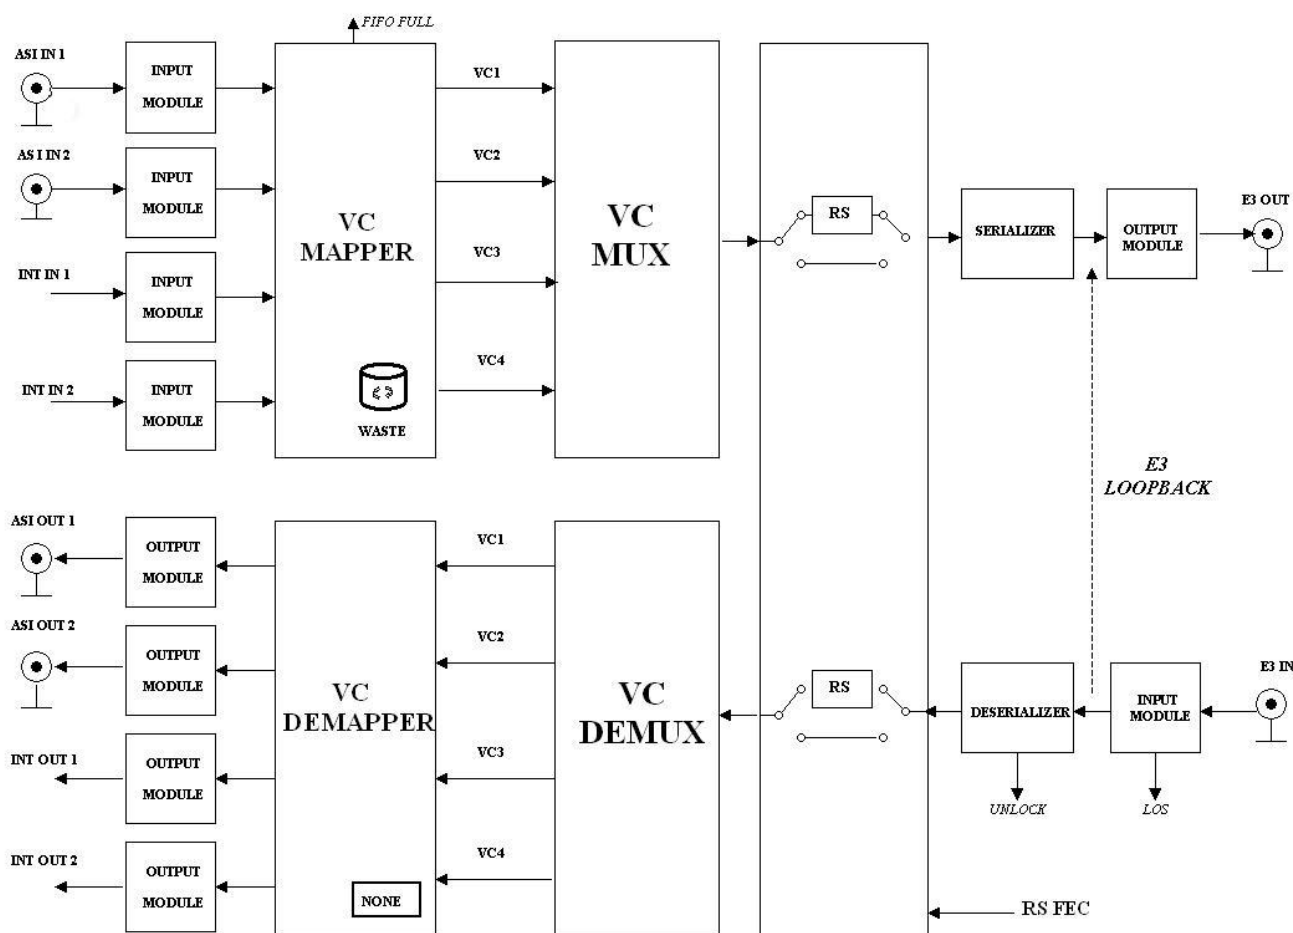 FIFO FULL
ASI IN 1
INPUT
MODULE
VC1
AS I IN 2
INPUT
MODULE
VC2
VC
MAPPER
VC
MUX
RS
SERIALIZER
OUTPUT
MODULE
E3 OUT
INT IN 1
INPUT
MODULE
VC3
INT IN 2
INPUT
MODULE
VC4
WASTE
E3
LOOPBACK
ASI OUT 1
OUTPUT
MODULE
VC1
ASI OUT 2
OUTPUT
MODULE
VC2
VC
DEMAPPER
VC
DEMUX
RS
DESERIALIZER
INPUT
MODULE
E3 IN
INT OUT 1
OUTPUT
MODULE
VC3
UNLOCK
LOS
INT OUT 2
OUTPUT
MODULE
VC4
NONE
RS FEC